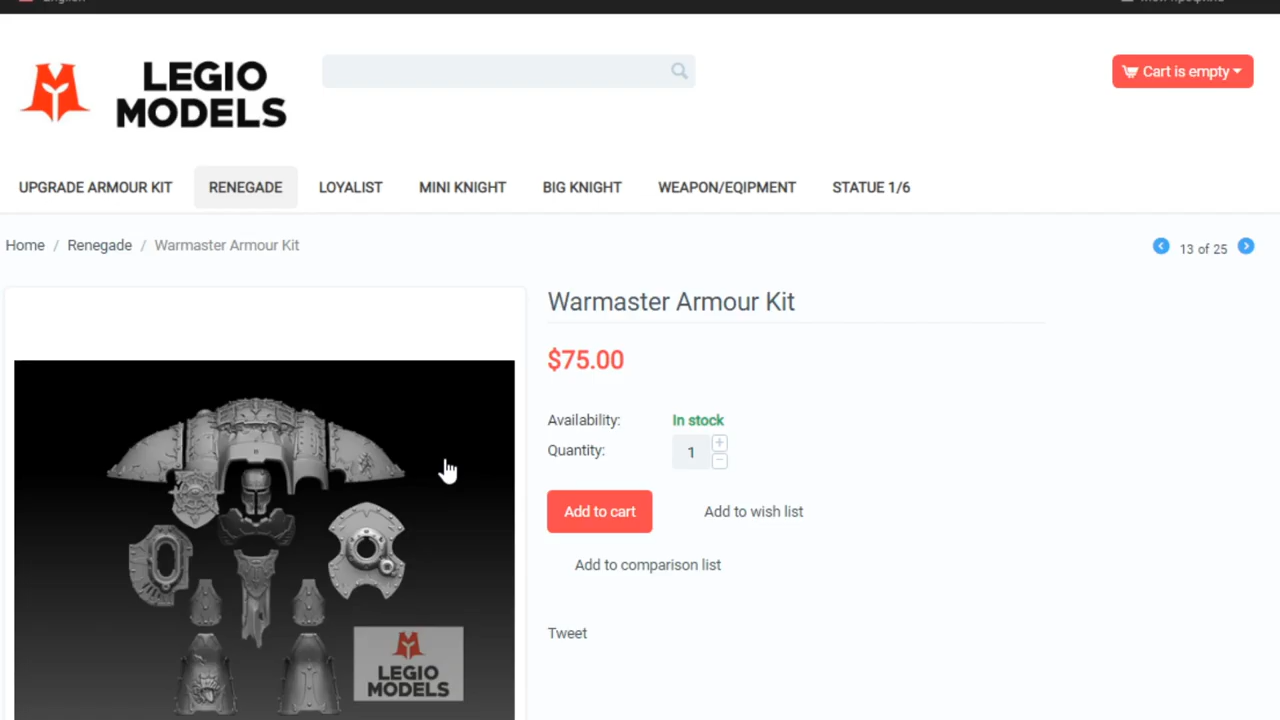 English
LEGIO
MODELS
Cart is empty
UPGRADE ARMOUR KIT
RENEGADE
LOYALIST
MINI KNIGHT
BIG KNIGHT
WEAPON/EQIPMENT
STATUE 1/6
Home / Renegade / Warmaster Armour Kit
13 of 25
Warmaster Armour Kit
$75.00
Availability: In stock
Quantity: 1
Add to cart
Add to wish list
Add to comparison list
Tweet
LEGIO
MODELS